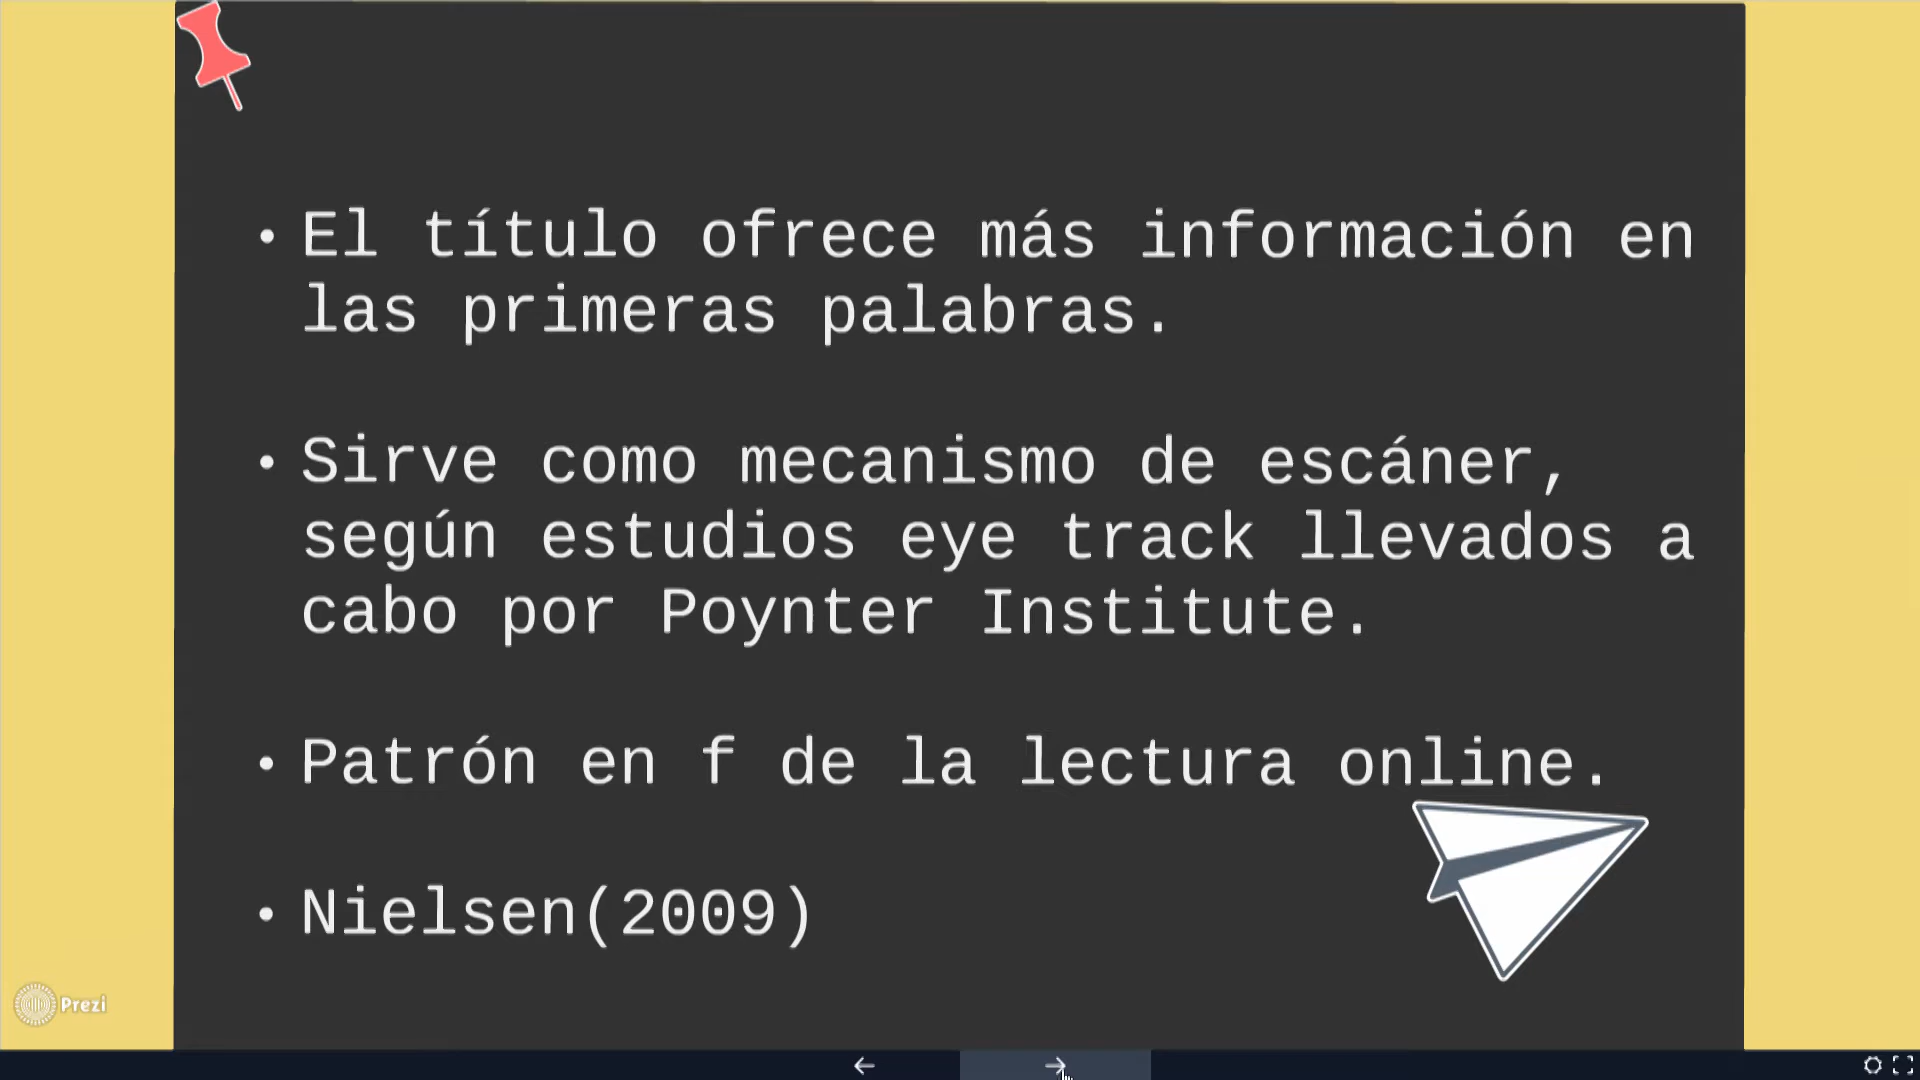 • El título ofrece más información en
las primeras palabras.
• Sirve como mecanismo de escáner,
según estudios eye track llevados a
cabo por Poynter Institute.
• Patrón en f de la lectura online.
• Nielsen(2009)
Prezi